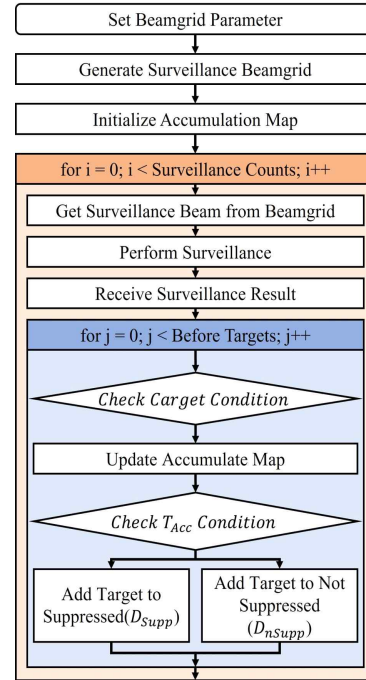 Set Beamgrid Parameter
Generate Surveillance Beamgrid
Initialize Accumulation Map
for i = 0; i < Surveillance Counts; i++
Get Surveillance Beam from Beamgrid
Perform Surveillance
Receive Surveillance Result
for j = 0; j < Before Targets; j++
Check Carget Condition
Update Accumulate Map
Check T_Acc Condition
Add Target to
Suppressed(D_Supp)
Add Target to Not
Suppressed
(D_nSupp)